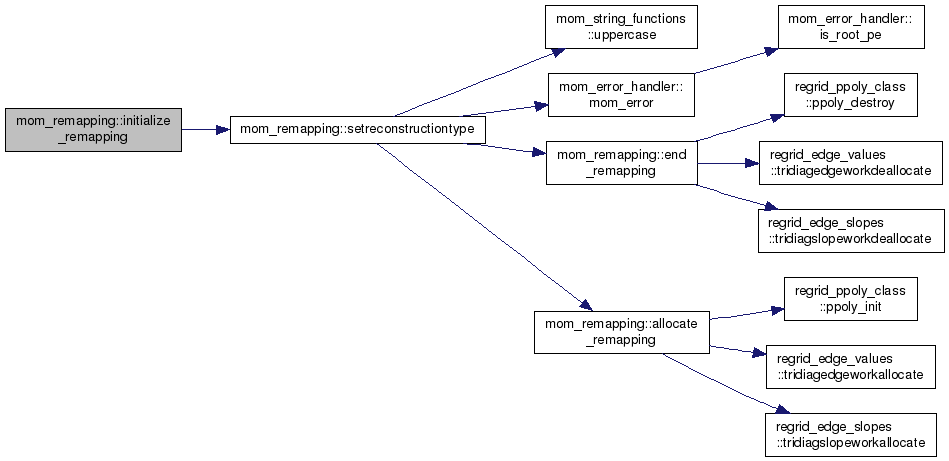 mom_remapping::initialize
_remapping
mom_remapping::setreconstructiontype
mom_string_functions
::uppercase
mom_error_handler::
mom_error
mom_remapping::end
_remapping
mom_remapping::allocate
_remapping
mom_error_handler::
is_root_pe
regrid_ppoly_class
::ppoly_destroy
regrid_edge_values
::tridiagedgeworkdeallocate
regrid_edge_slopes
::tridiagslopeworkdeallocate
regrid_ppoly_class
::ppoly_init
regrid_edge_values
::tridiagedgeworkallocate
regrid_edge_slopes
::tridiagslopeworkallocate